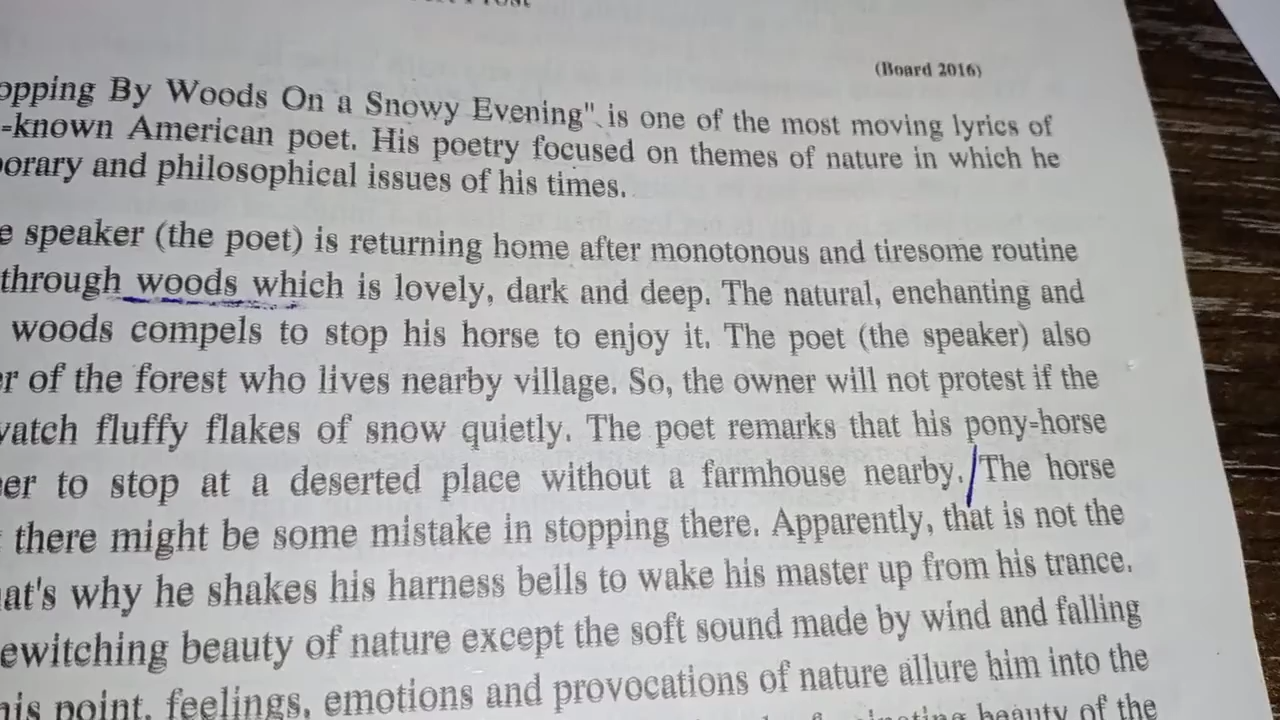 (Board 2016)
opping By Woods On a Snowy Evening" is one of the most moving lyrics of
-known American poet. His poetry focused on themes of nature in which he
orary and philosophical issues of his times.
e speaker (the poet) is returning home after monotonous and tiresome routine
through woods which is lovely, dark and deep. The natural, enchanting and
woods compels to stop his horse to enjoy it. The poet (the speaker) also
r of the forest who lives nearby village. So, the owner will not protest if the
watch fluffy flakes of snow quietly. The poet remarks that his pony-horse
er to stop at a deserted place without a farmhouse nearby. The horse
there might be some mistake in stopping there. Apparently, that is not the
at's why he shakes his harness bells to wake his master up from his trance.
ewitching beauty of nature except the soft sound made by wind and falling
his point, feelings, emotions and provocations of nature allure him into the
beauty of the